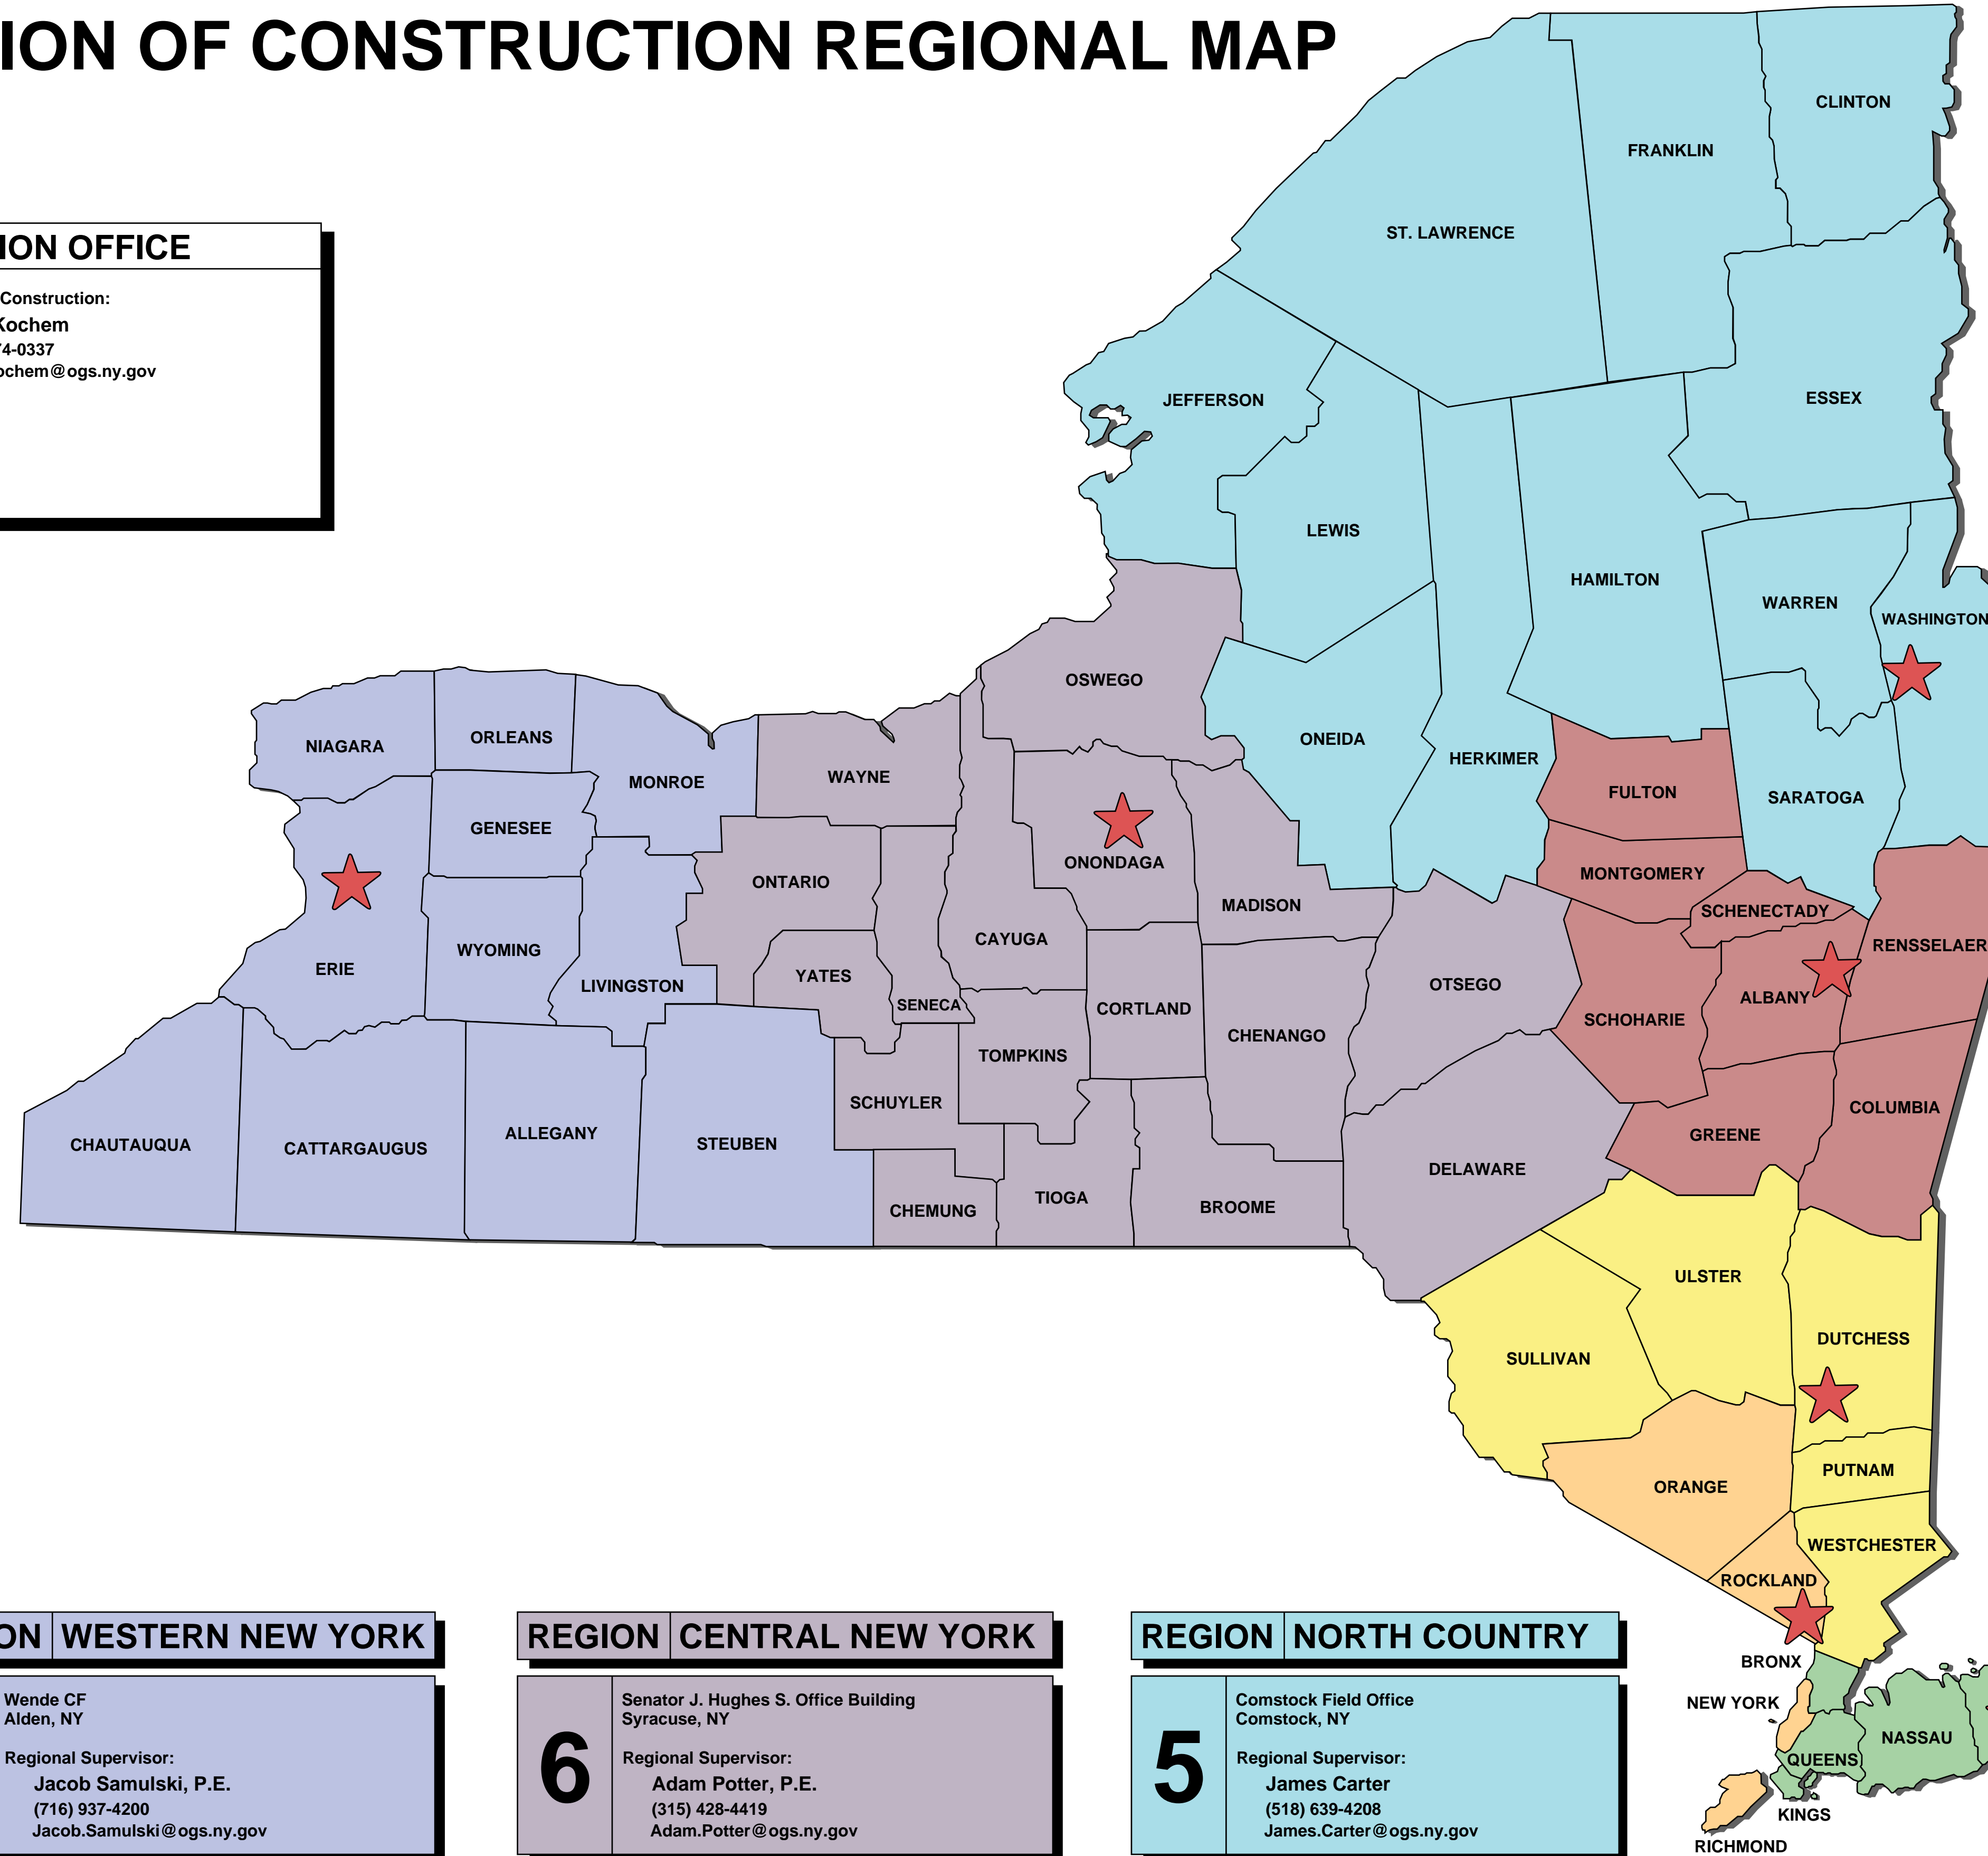 ION OF CONSTRUCTION REGIONAL MAP
ION OFFICE
Construction:
Kochem
74-0337
ochem@ogs.ny.gov
CLINTON
FRANKLIN
ST. LAWRENCE
ESSEX
JEFFERSON
LEWIS
HAMILTON
WARREN
WASHINGTON
OSWEGO
ONEIDA
HERKIMER
NIAGARA
ORLEANS
MONROE
WAYNE
FULTON
SARATOGA
GENESEE
ONTARIO
ONONDAGA
MONTGOMERY
MADISON
SCHENECTADY
CAYUGA
RENSSELAER
WYOMING
ERIE
LIVINGSTON
YATES
SENECA
CORTLAND
OTSEGO
ALBANY
SCHOHARIE
CHENANGO
TOMPKINS
SCHUYLER
COLUMBIA
GREENE
CHAUTAUQUA
CATTARGAUGUS
ALLEGANY
STEUBEN
DELAWARE
CHEMUNG
TIOGA
BROOME
ULSTER
DUTCHESS
SULLIVAN
PUTNAM
ORANGE
WESTCHESTER
ROCKLAND
BRONX
NEW YORK
NASSAU
QUEENS
KINGS
RICHMOND
ON WESTERN NEW YORK
Wende CF
Alden, NY
Regional Supervisor:
Jacob Samulski, P.E.
(716) 937-4200
Jacob.Samulski@ogs.ny.gov
REGION CENTRAL NEW YORK
6
Senator J. Hughes S. Office Building
Syracuse, NY
Regional Supervisor:
Adam Potter, P.E.
(315) 428-4419
Adam.Potter@ogs.ny.gov
REGION NORTH COUNTRY
5
Comstock Field Office
Comstock, NY
Regional Supervisor:
James Carter
(518) 639-4208
James.Carter@ogs.ny.gov